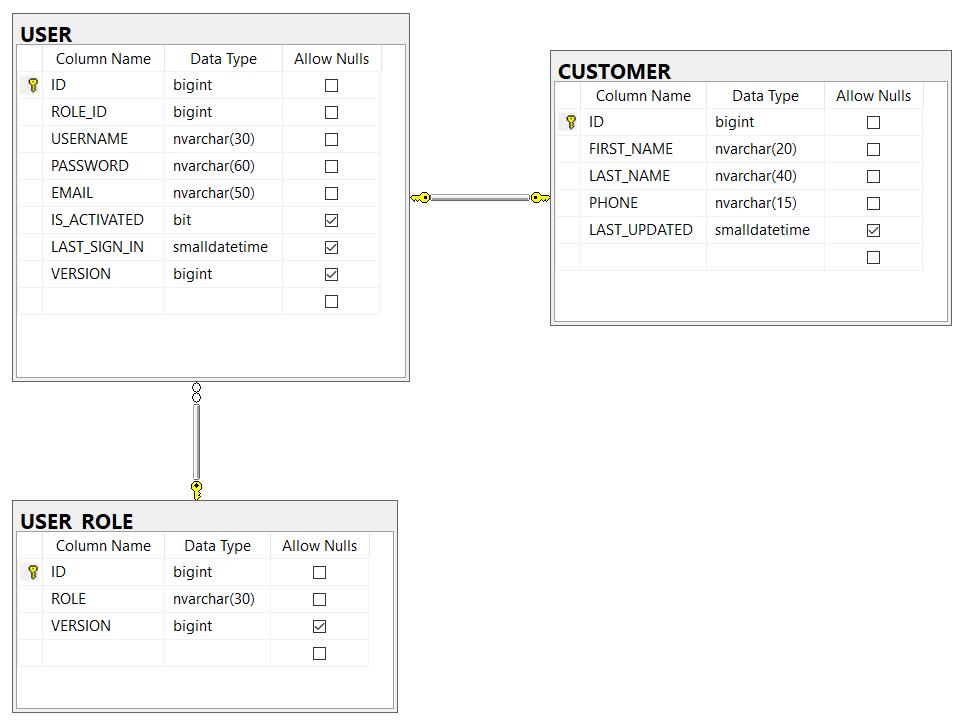 USER
Column Name Data Type Allow Nulls
ID bigint
ROLE_ID bigint
USERNAME nvarchar(30)
PASSWORD nvarchar(60)
EMAIL nvarchar(50)
IS_ACTIVATED bit
LAST_SIGN_IN smalldatetime
VERSION bigint
CUSTOMER
Column Name Data Type Allow Nulls
ID bigint
FIRST_NAME nvarchar(20)
LAST_NAME nvarchar(40)
PHONE nvarchar(15)
LAST_UPDATED smalldatetime
USER_ROLE
Column Name Data Type Allow Nulls
ID bigint
ROLE nvarchar(30)
VERSION bigint